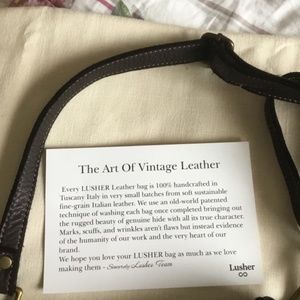 The Art Of Vintage Leather
Every LUSHER Leather bag is 100% handcrafted in
Tuscany Italy in very small batches from soft sustainable
fine-grain Italian leather. We use an old-world patented
technique of washing each bag once completed bringing out
the rugged beauty of genuine hide with all its true character.
Marks, scuffs, and wrinkles aren't flaws but instead evidence
of the humanity of our work and the very heart of our
brand.
We hope you love your LUSHER bag as much as we love
making them - Sincerely Lusher Team
Lusher